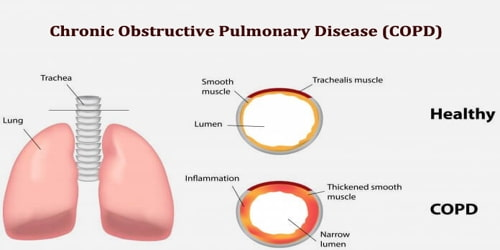 Chronic Obstructive Pulmonary Disease (COPD)
Trachea
Lung
Smooth
muscle
Trachealis muscle
Lumen
Healthy
Inflammation
Thickened smooth
muscle
COPD
Narrow
lumen